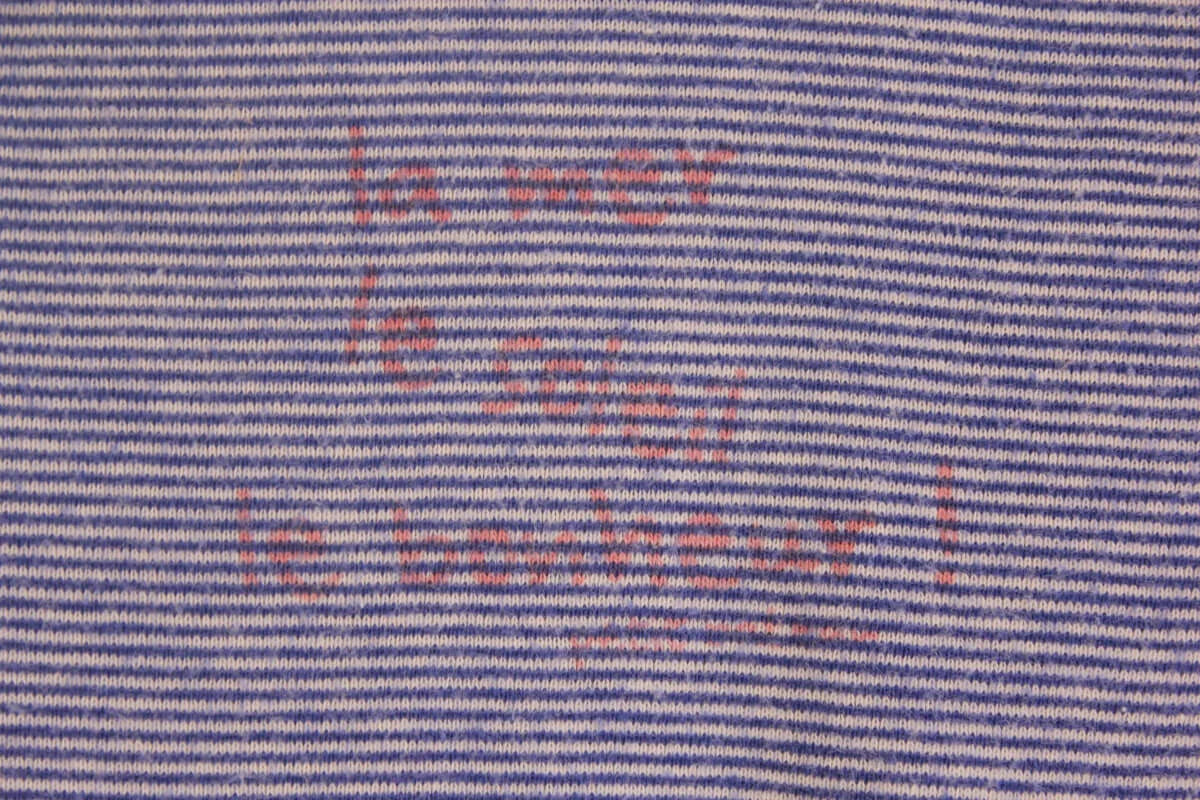 la mer
le soleil
le bonheur !